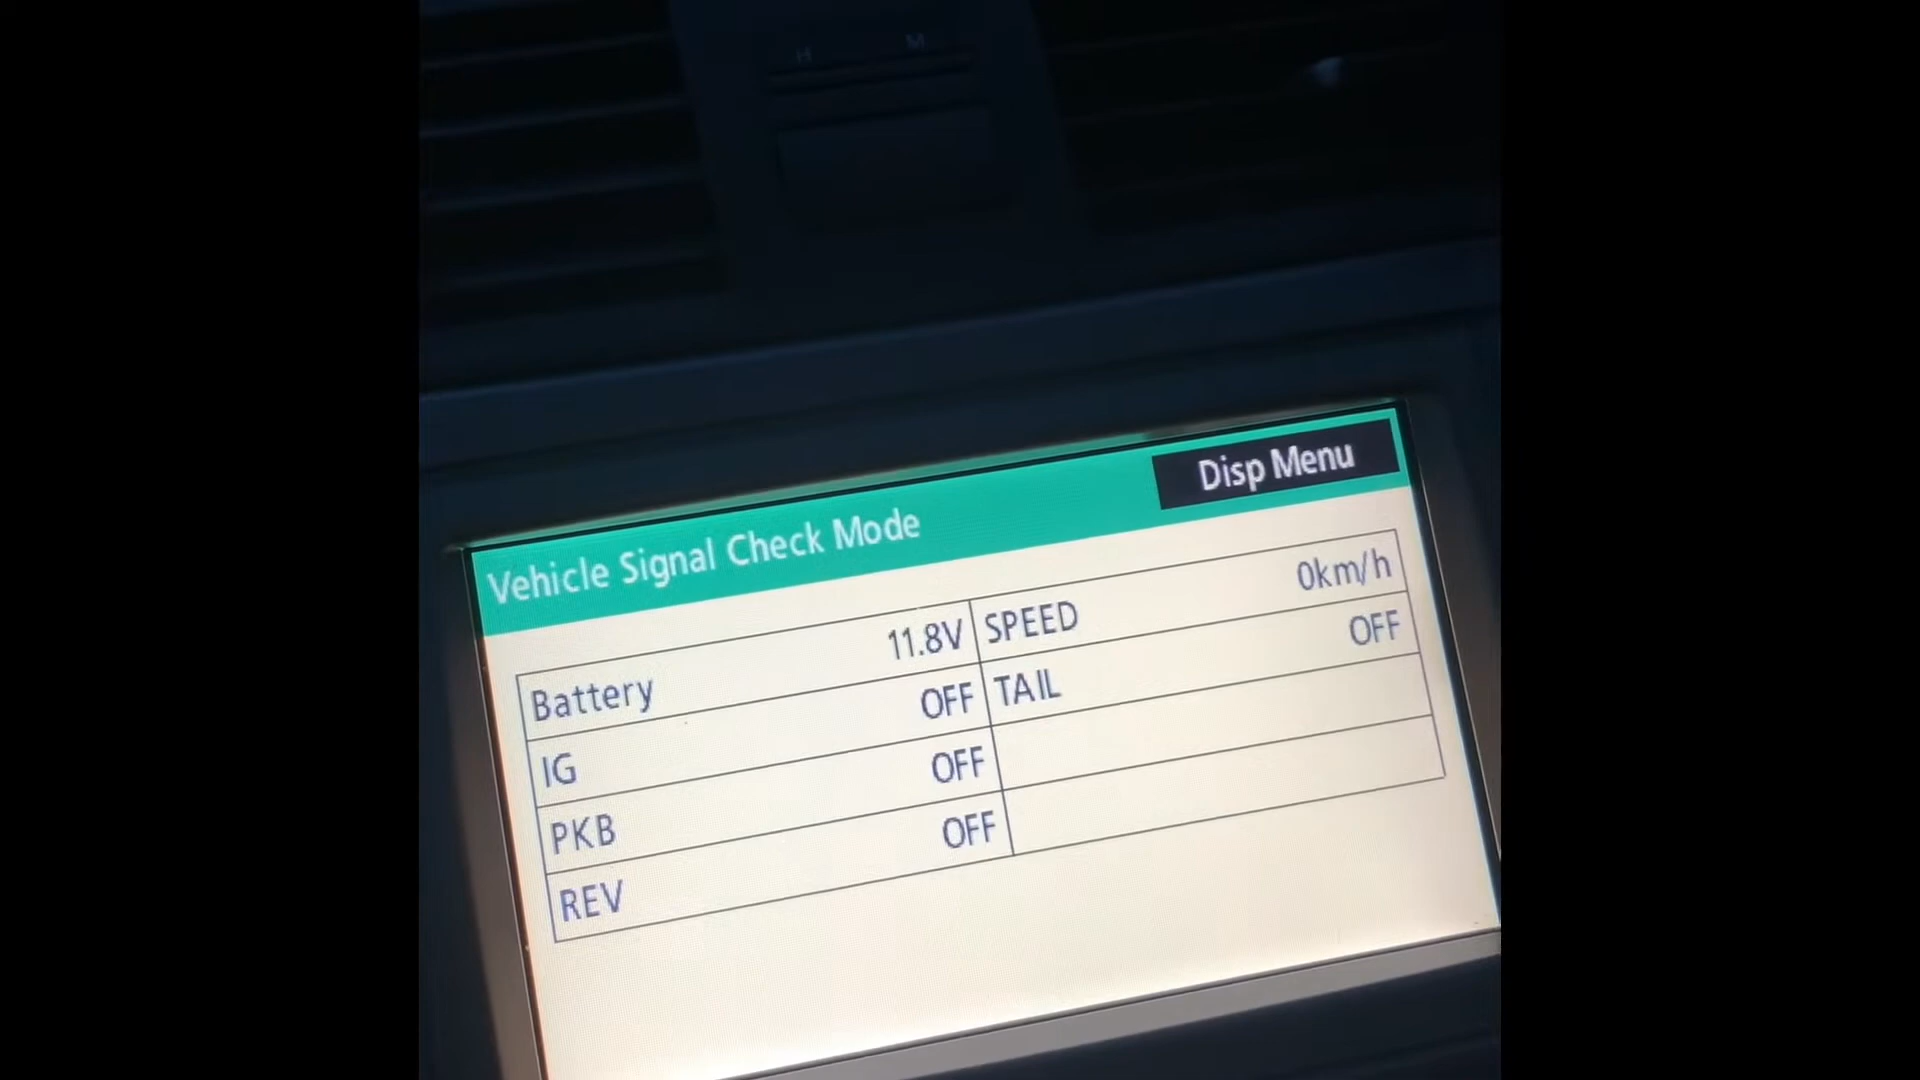 H M
Disp Menu
Vehicle Signal Check Mode
Battery 11.8V SPEED 0km/h
IG OFF TAIL OFF
PKB OFF
REV OFF